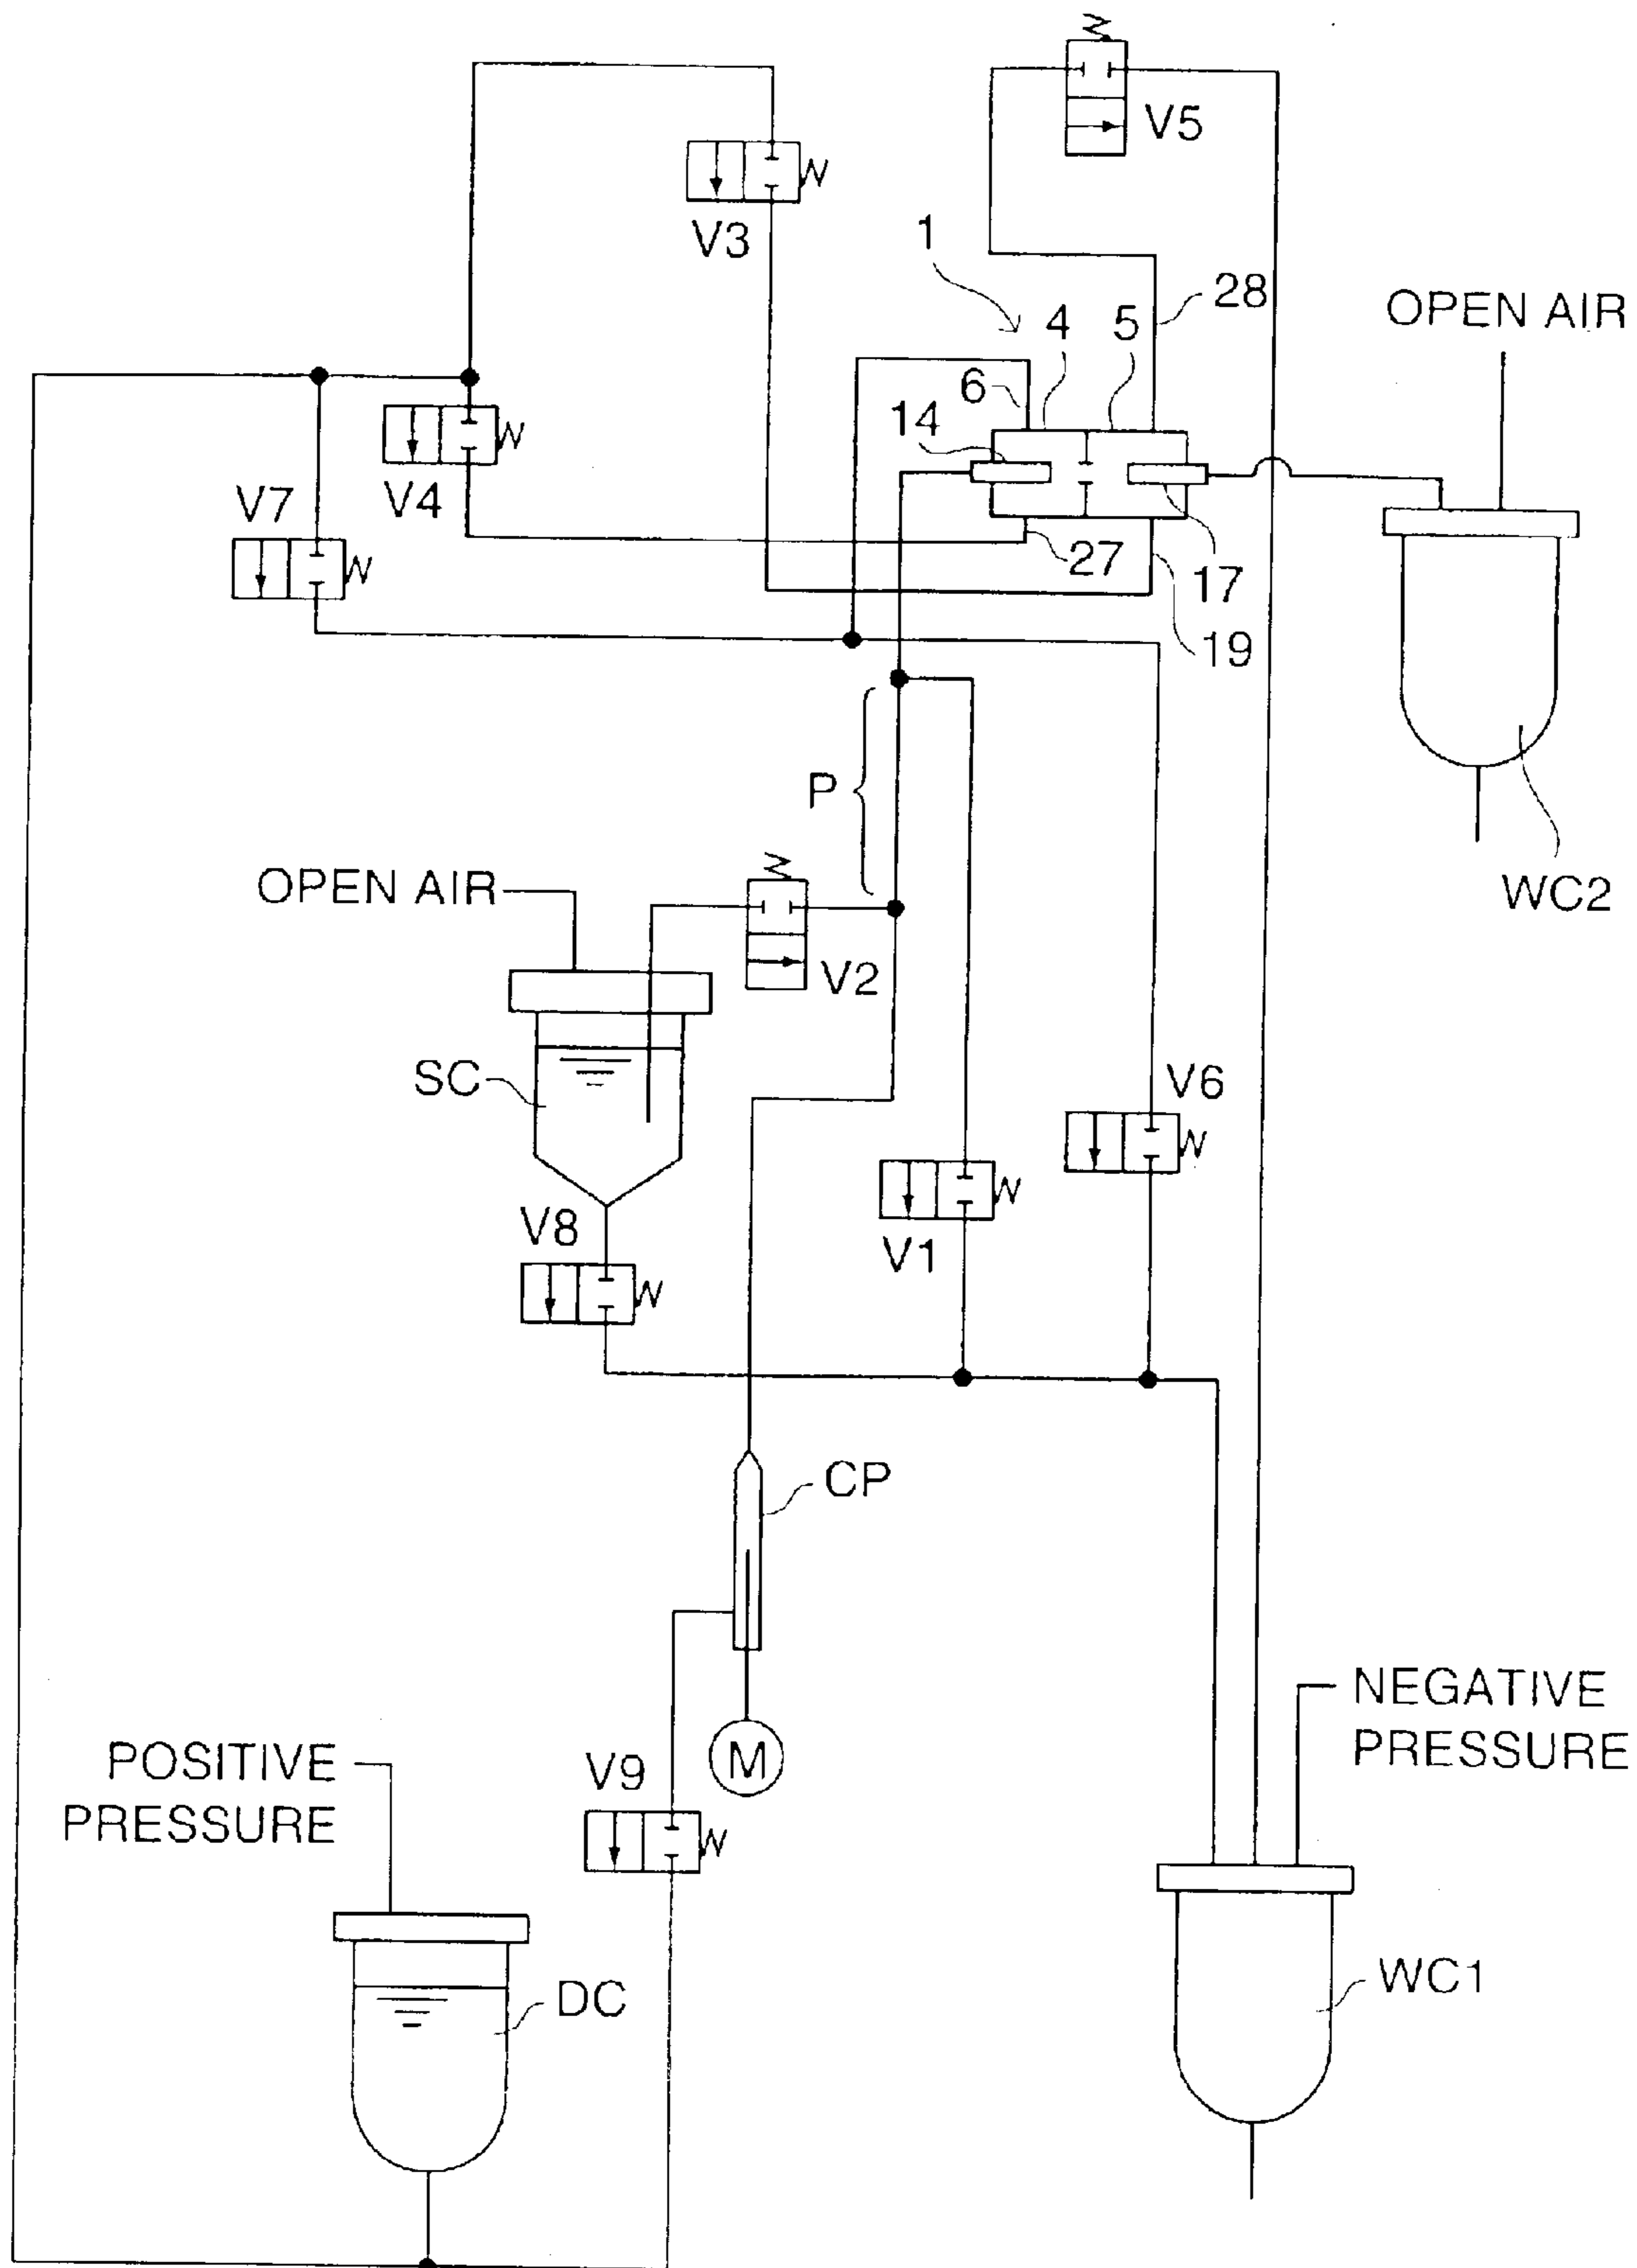 V5
V3
1
28
OPEN AIR
4
5
6
14
V7
V4
27
17
19
P
WC2
OPEN AIR
V2
SC
V6
V8
V1
CP
NEGATIVE
PRESSURE
POSITIVE
PRESSURE
V9
M
DC
WC1